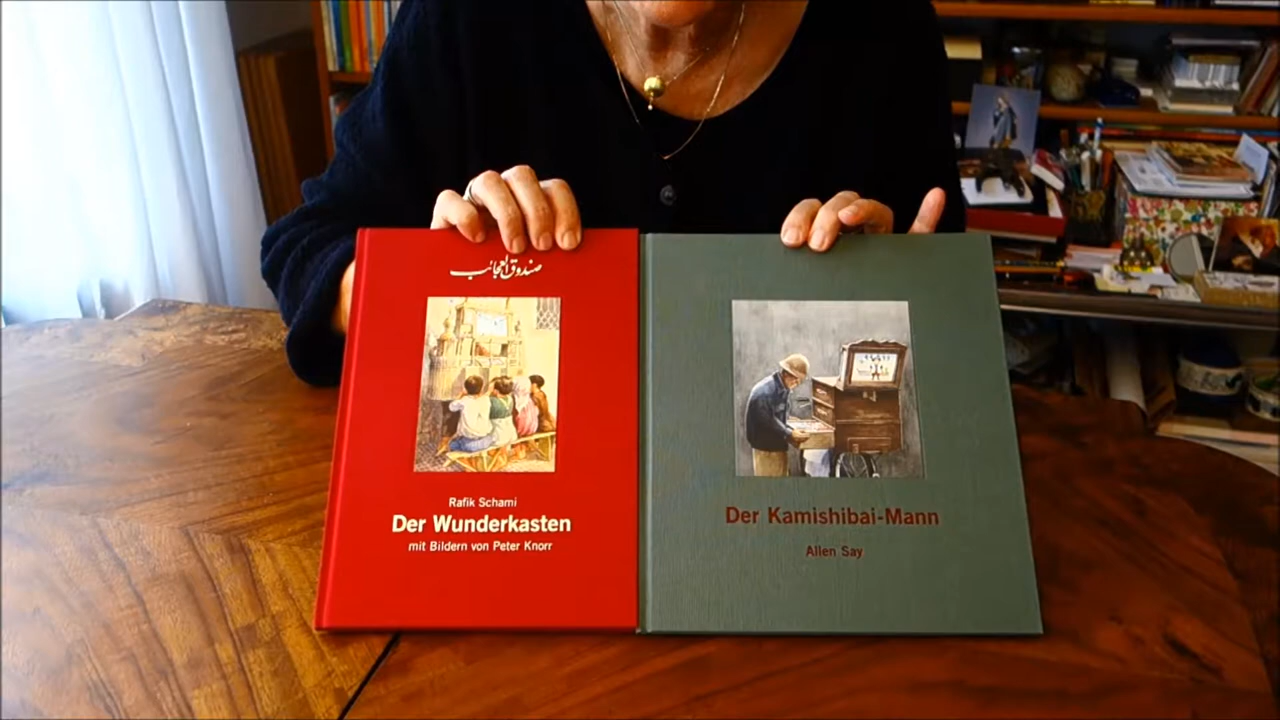 صندوق العجائب
Rafik Schami
Der Wunderkasten
mit Bildern von Peter Knorr
Der Kamishibai-Mann
Allen Say